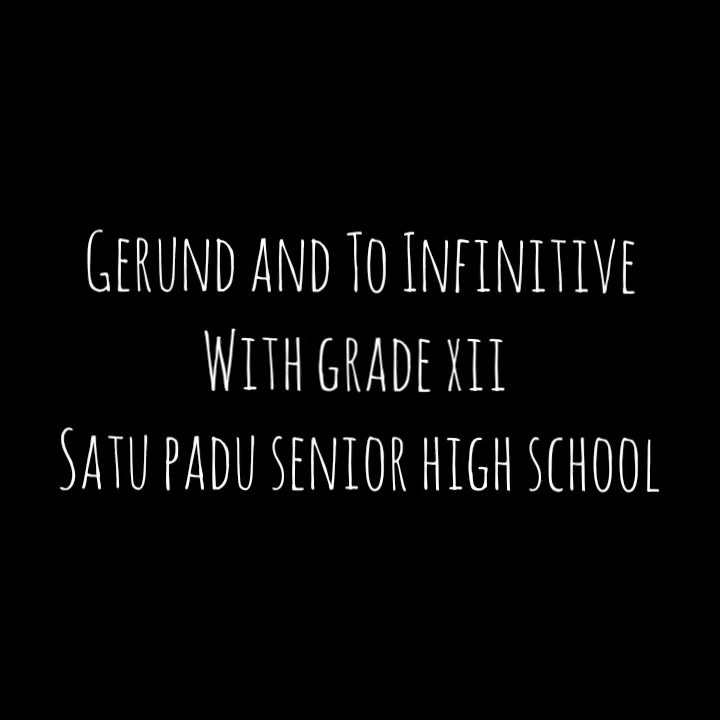 Gerund and To Infinitive
With grade xii
Satu padu senior high school